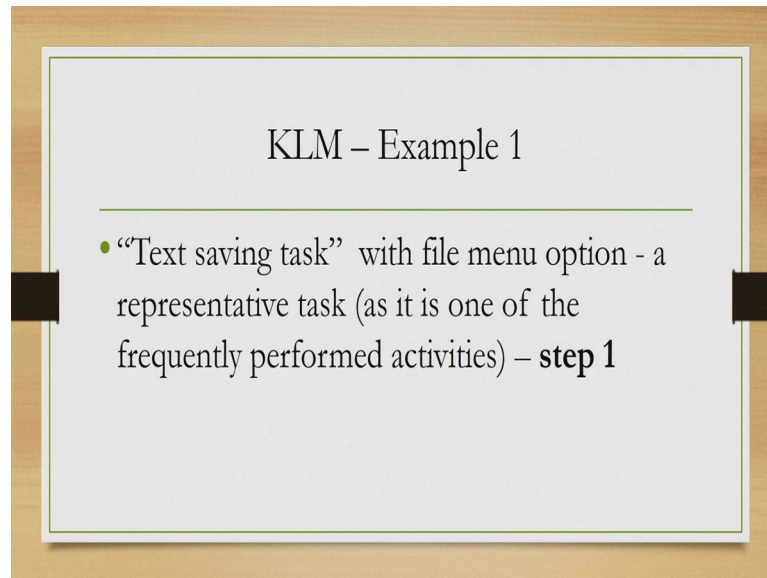 KLM – Example 1
• “Text saving task” with file menu option - a
representative task (as it is one of the
frequently performed activities) – step 1